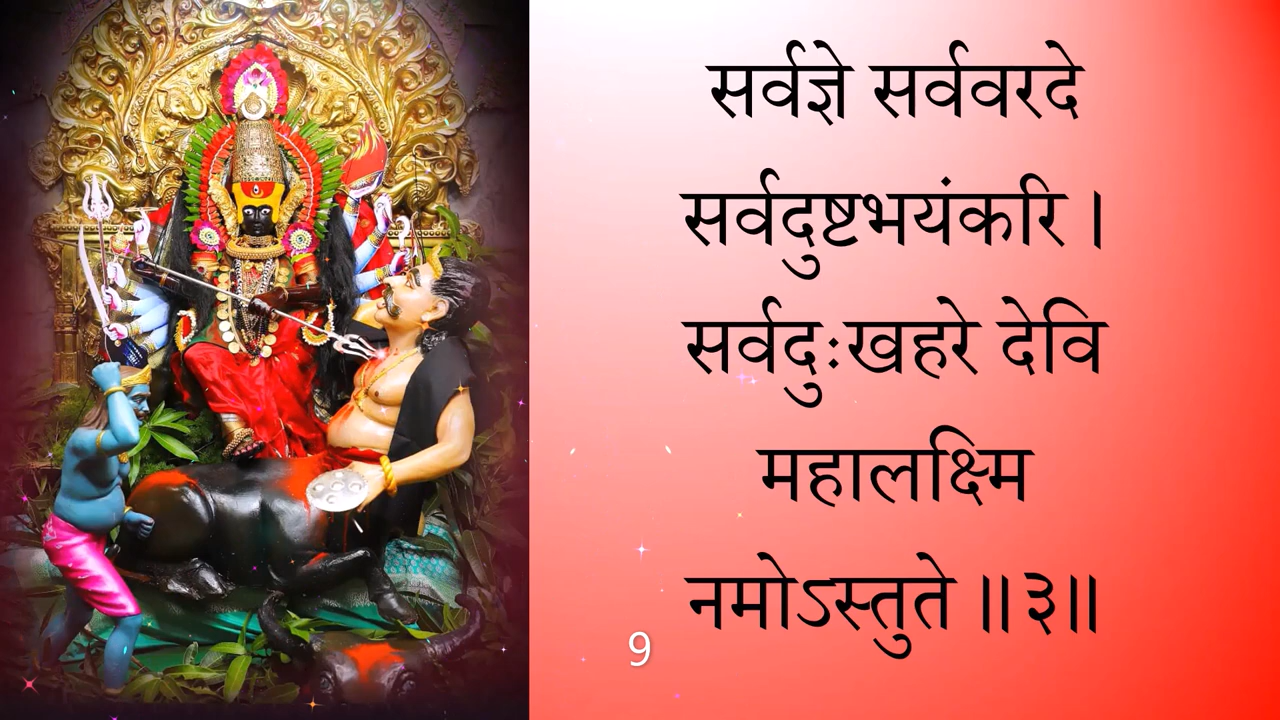 सर्वज्ञे सर्ववरदे
सर्वदुष्टभयंकरि ।
सर्वदुःखहरे देवि
महालक्ष्मि
नमोऽस्तुते ॥३॥
9